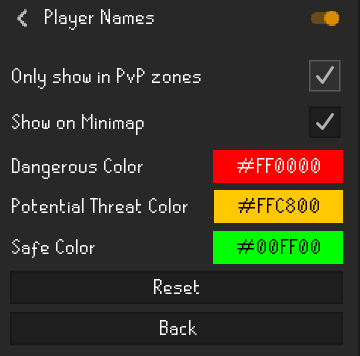 Player Names
Only show in PvP zones
Show on Minimap
Dangerous Color #FF0000
Potential Threat Color #FFC800
Safe Color #00FF00
Reset
Back